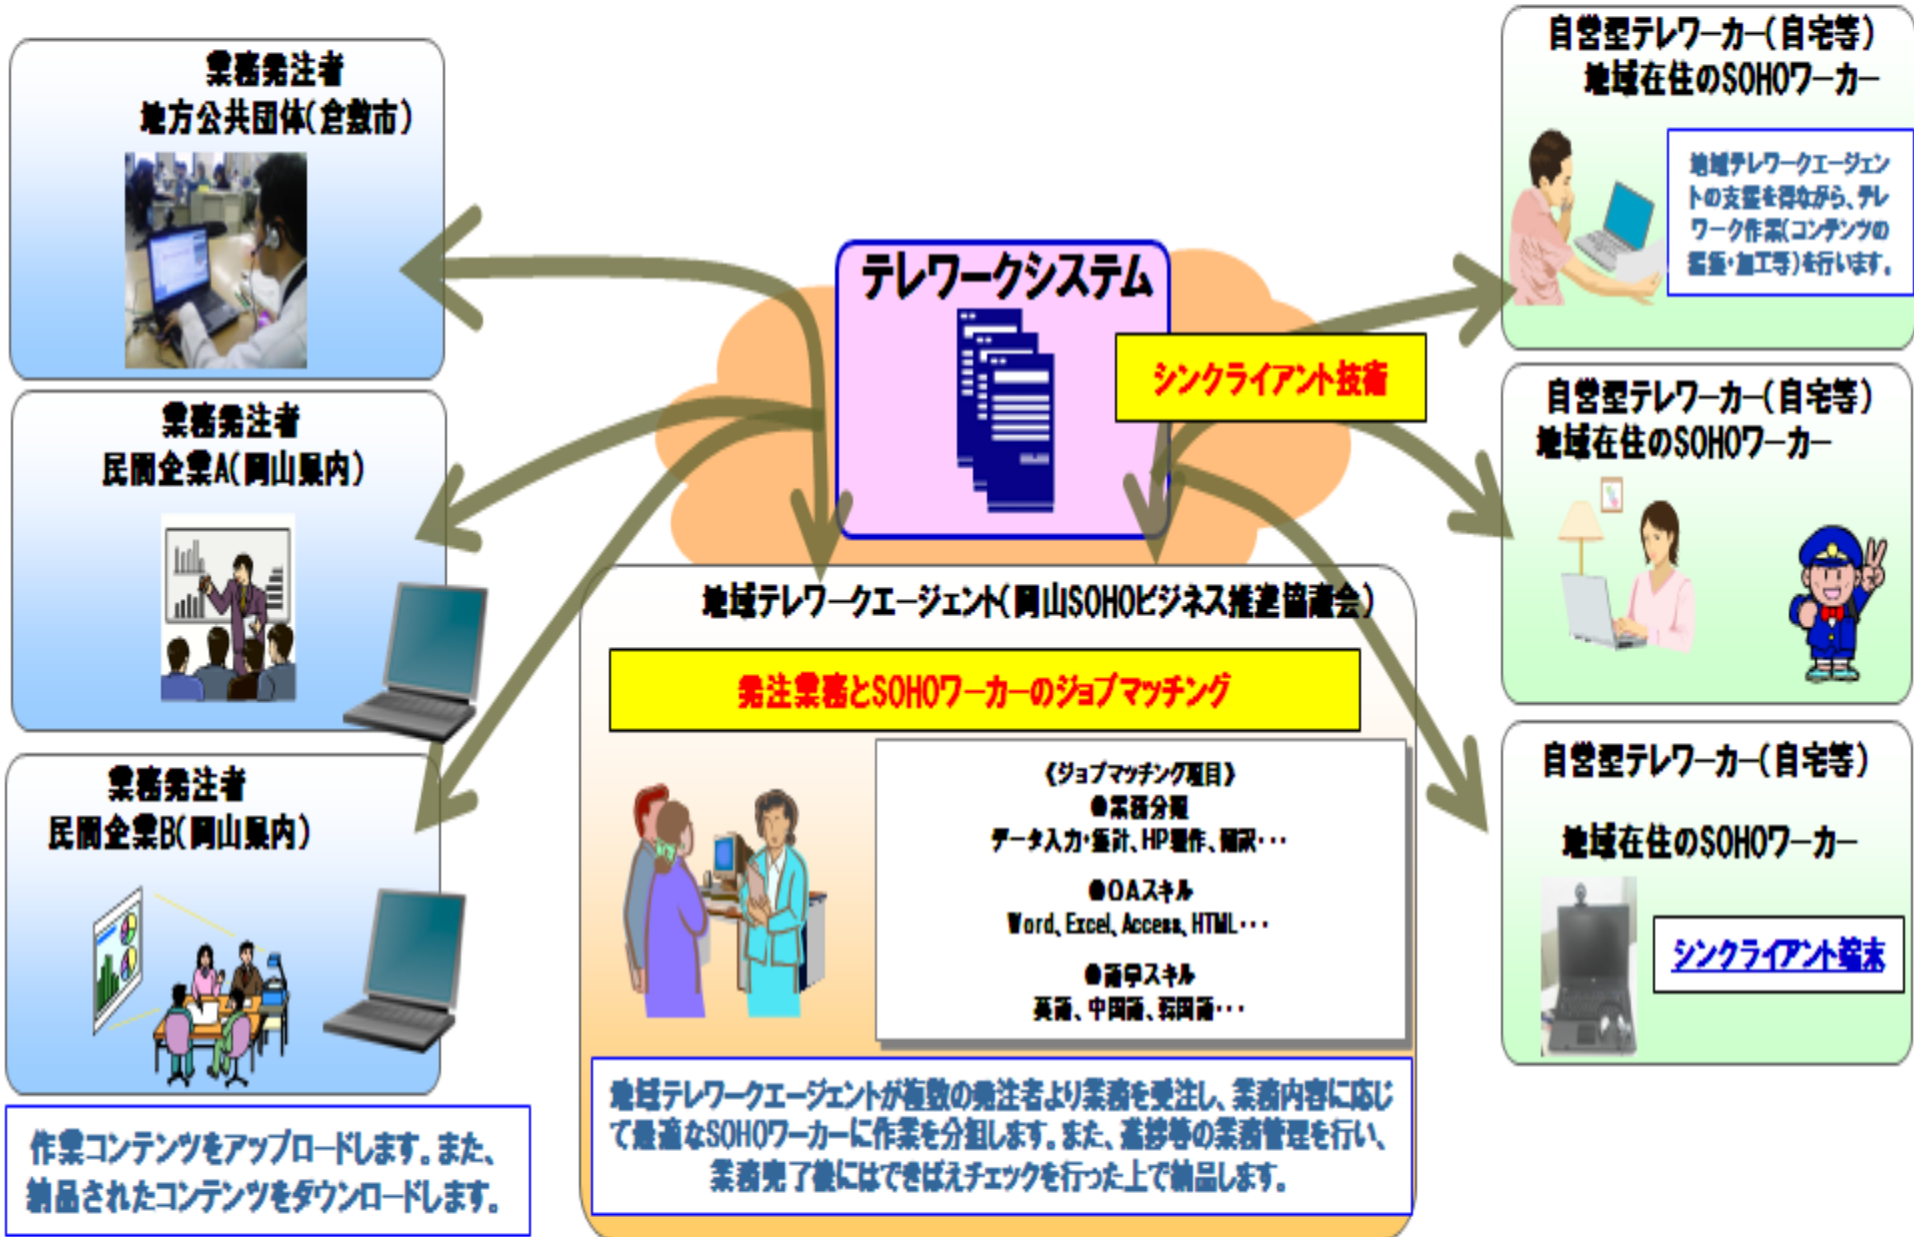 業務発注者
地方公共団体(倉敷市)
業務発注者
民間企業A(岡山県内)
業務発注者
民間企業B(岡山県内)
作業コンテンツをアップロードします。また、
納品されたコンテンツをダウンロードします。
テレワークシステム
シンクライアント技術
地域テレワークエージェント(岡山SOHOビジネス推進協議会)
発注業務とSOHOワーカーのジョブマッチング
《ジョブマッチング項目》
●業務分類
データ入力・集計、HP製作、翻訳・・・
●OAスキル
Word、Excel、Access、HTML・・・
●語学スキル
英語、中国語、韓国語・・・
地域テレワークエージェントが複数の発注者より業務を受注し、業務内容に応じ
て最適なSOHOワーカーに作業を分担します。また、進捗等の業務管理を行い、
業務完了後にはできばえチェックを行った上で納品します。
自営型テレワーカー(自宅等)
地域在住のSOHOワーカー
地域テレワークエージェン
トの支援を得ながら、テレ
ワーク作業(コンテンツの
編集・加工等)を行います。
自営型テレワーカー(自宅等)
地域在住のSOHOワーカー
自営型テレワーカー(自宅等)
地域在住のSOHOワーカー
シンクライアント端末